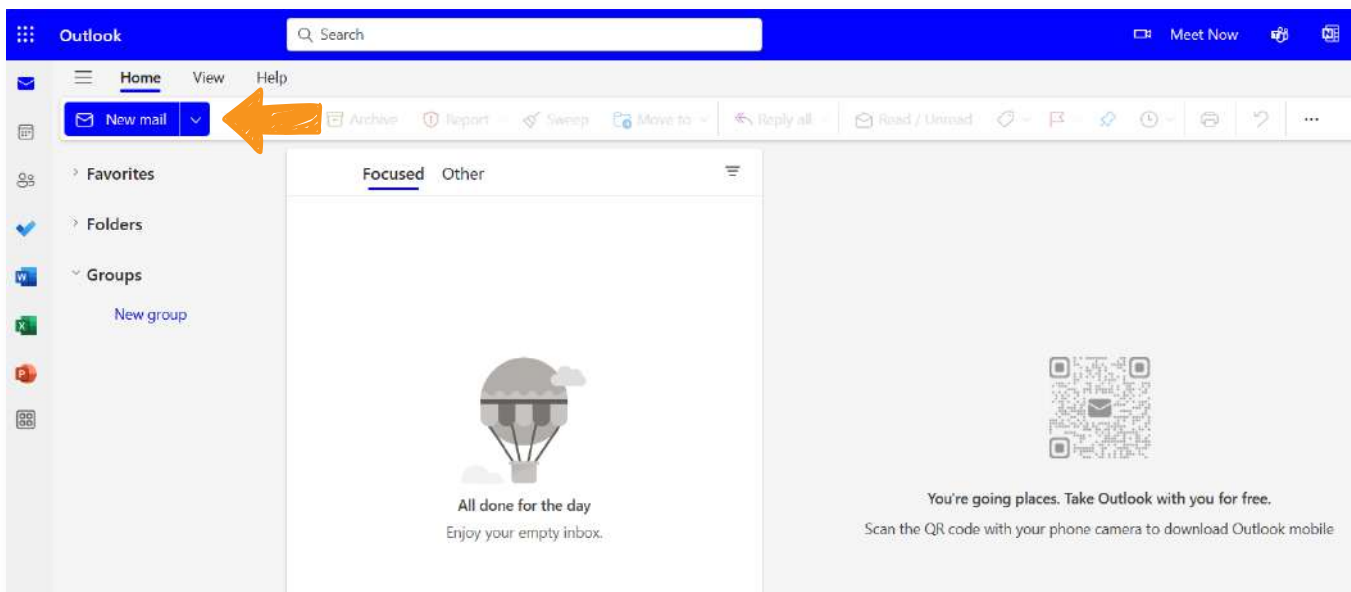 Outlook
Search
Meet Now
Home View Help
New mail Archive Report Sweep Move to Reply all Read / Unread
Favorites
Focused Other
Folders
Groups
New group
All done for the day
Enjoy your empty inbox.
You're going places. Take Outlook with you for free.
Scan the QR code with your phone camera to download Outlook mobile